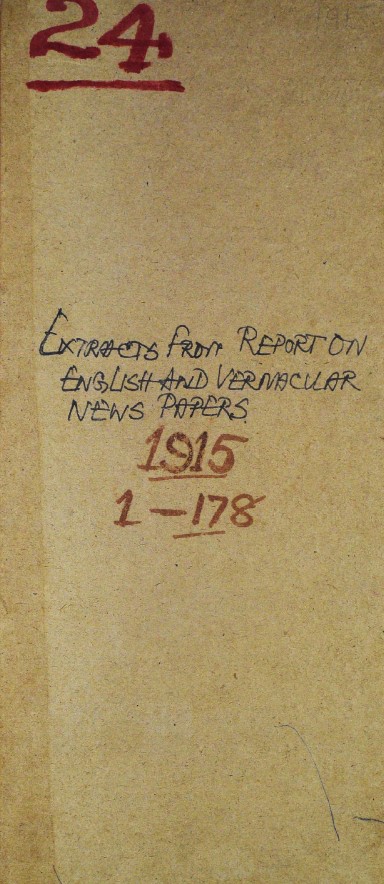 24
EXTRACTS FROM REPORT ON
ENGLISH AND VERNACULAR
NEWS PAPERS
1915
1 – 178